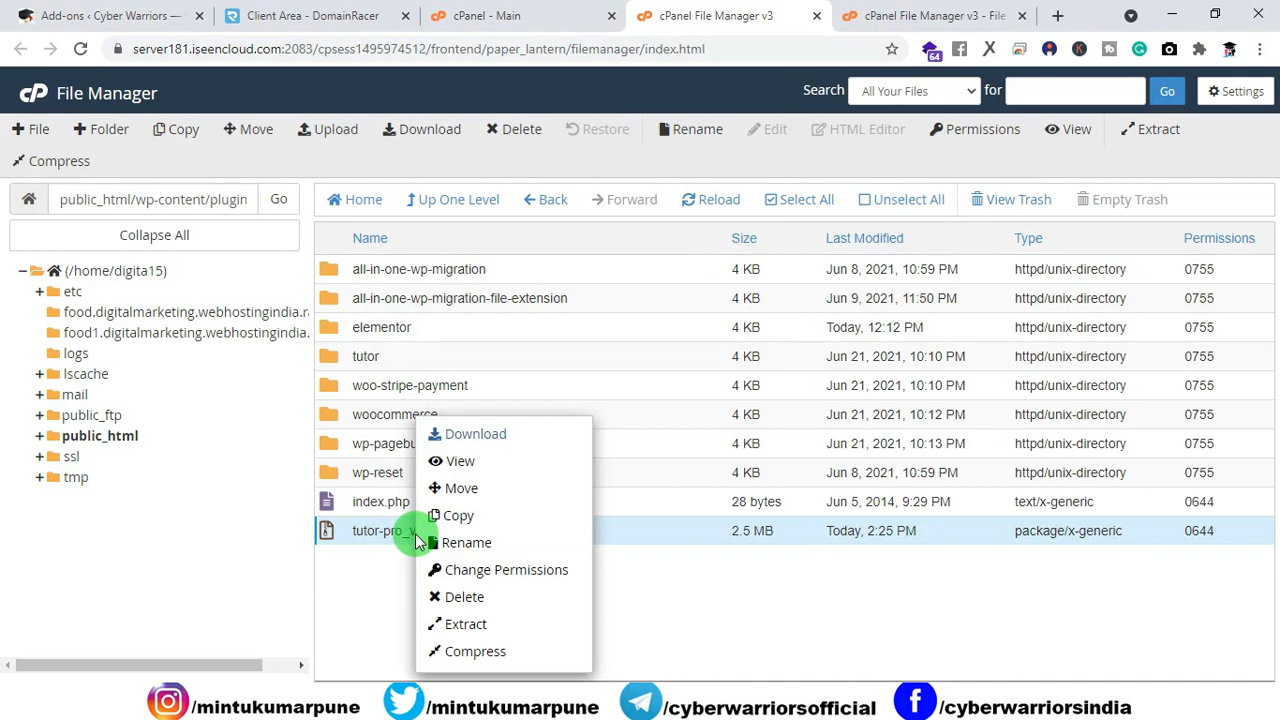 Add-ons ‹ Cyber Warriors —
Client Area - DomainRacer
cPanel - Main
cPanel File Manager v3
cPanel File Manager v3 - File
server181.iseencloud.com:2083/cpsess1495974512/frontend/paper_lantern/filemanager/index.html
64
cP File Manager
Search All Your Files for Go Settings
File Folder Copy Move Upload Download Delete Restore Rename Edit HTML Editor Permissions View Extract
Compress
public_html/wp-content/plugin Go
Home Up One Level Back Forward Reload Select All Unselect All View Trash Empty Trash
Collapse All
(/home/digita15)
etc
food.digitalmarketing.webhostingindia.
food1.digitalmarketing.webhostingindia.
logs
lscache
mail
public_ftp
public_html
ssl
tmp
Name Size Last Modified Type Permissions
all-in-one-wp-migration 4 KB Jun 8, 2021, 10:59 PM httpd/unix-directory 0755
all-in-one-wp-migration-file-extension 4 KB Jun 9, 2021, 11:50 PM httpd/unix-directory 0755
elementor 4 KB Today, 12:12 PM httpd/unix-directory 0755
tutor 4 KB Jun 21, 2021, 10:10 PM httpd/unix-directory 0755
woo-stripe-payment 4 KB Jun 21, 2021, 10:10 PM httpd/unix-directory 0755
woocommerce 4 KB Jun 21, 2021, 10:12 PM httpd/unix-directory 0755
wp-pagebu 4 KB Jun 21, 2021, 10:13 PM httpd/unix-directory 0755
wp-reset 4 KB Jun 8, 2021, 10:59 PM httpd/unix-directory 0755
index.php 28 bytes Jun 5, 2014, 9:29 PM text/x-generic 0644
tutor-pro_v 2.5 MB Today, 2:25 PM package/x-generic 0644
Download
View
Move
Copy
Rename
Change Permissions
Delete
Extract
Compress
/mintukumarpune /mintukumarpune /cyberwarriorsofficial /cyberwarriorsindia